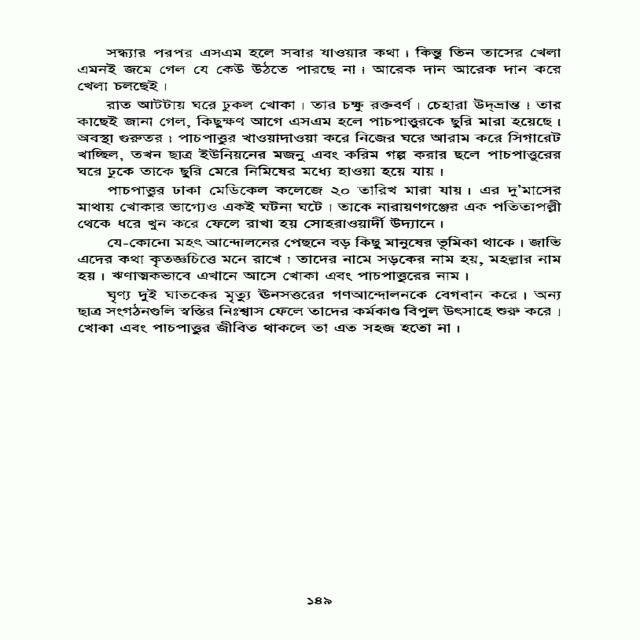 সন্ধ্যার পরপর এসএম হলে সবার যাওয়ার কথা। কিন্তু তিন তাসের খেলা
এমনই জমে গেল যে কেউ উঠতে পারছে না। আরেক দান আরেক দান করে
খেলা চলছেই।
রাত আটটায় ঘরে ঢুকল খোকা। তার চক্ষু রক্তবর্ণ। চেহারা উদ্‌ভ্রান্ত। তার
কাছেই জানা গেল, কিছুক্ষণ আগে এসএম হলে পাচপাত্তুরকে ছুরি মারা হয়েছে।
অবস্থা গুরুতর। পাচপাত্তুর খাওয়াদাওয়া করে নিজের ঘরে আরাম করে সিগারেট
খাচ্ছিল, তখন ছাত্র ইউনিয়নের মজনু এবং করিম গল্প করার ছলে পাচপাত্তুরের
ঘরে ঢুকে তাকে ছুরি মেরে নিমিষের মধ্যে হাওয়া হয়ে যায়।
পাচপাত্তুর ঢাকা মেডিকেল কলেজে ২০ তারিখ মারা যায়। এর দু’মাসের
মাথায় খোকার ভাগ্যেও একই ঘটনা ঘটে। তাকে নারায়ণগঞ্জের এক পতিতাপল্লী
থেকে ধরে খুন করে ফেলে রাখা হয় সোহরাওয়ার্দী উদ্যানে।
যে-কোনো মহৎ আন্দোলনের পেছনে বড় কিছু মানুষের ভূমিকা থাকে। জাতি
এদের কথা কৃতজ্ঞচিত্তে মনে রাখে। তাদের নামে সড়কের নাম হয়, মহল্লার নাম
হয়। ঋণাত্মকভাবে এখানে আসে খোকা এবং পাচপাত্তুরের নাম।
ঘৃণ্য দুই ঘাতকের মৃত্যু ঊনসত্তরের গণআন্দোলনকে বেগবান করে। অন্য
ছাত্র সংগঠনগুলি স্বস্তির নিঃশ্বাস ফেলে তাদের কর্মকাণ্ড বিপুল উৎসাহে শুরু করে।
খোকা এবং পাচপাত্তুর জীবিত থাকলে তা এত সহজ হতো না।
১৪৯